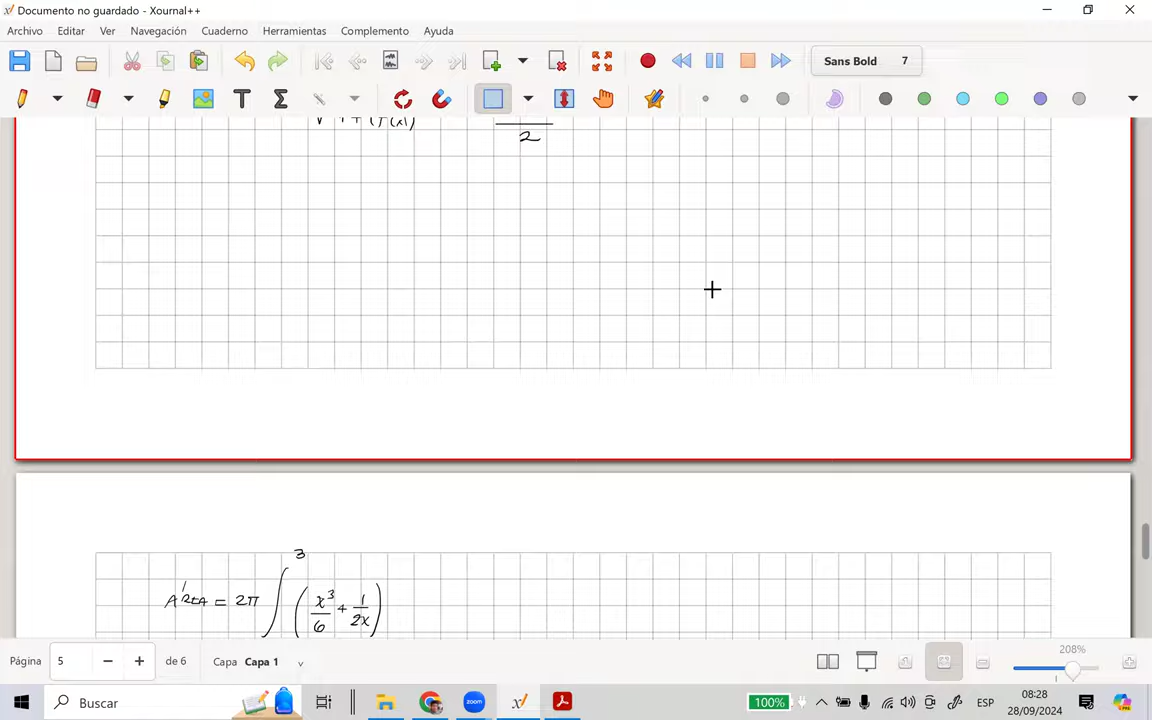 Documento no guardado - Xournal++
Archivo Editar Ver Navegación Cuaderno Herramientas Complemento Ayuda
Sans Bold 7
√ 1 + (f(x)
2
3
AREA = 2π ∫ ( x³/6 + 1/2x )
Página 5 de 6 Capa Capa 1 208%
Buscar 100% ESP 08:28
28/09/2024